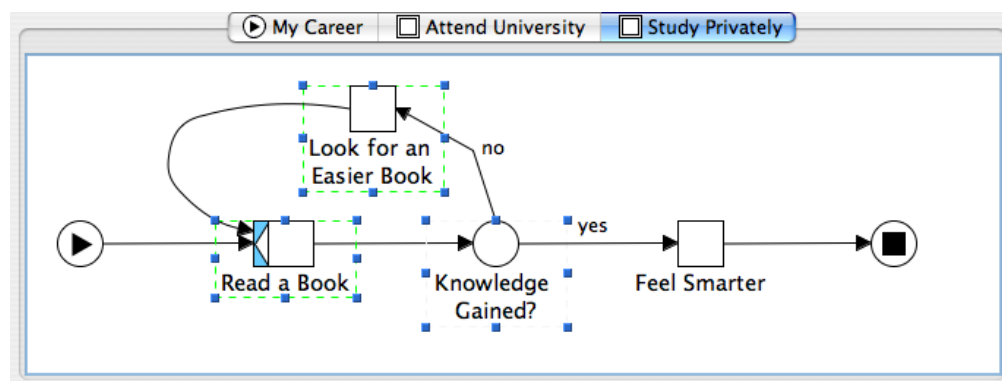 My Career
Attend University
Study Privately
Look for an
Easier Book
no
yes
Read a Book
Knowledge
Gained?
Feel Smarter